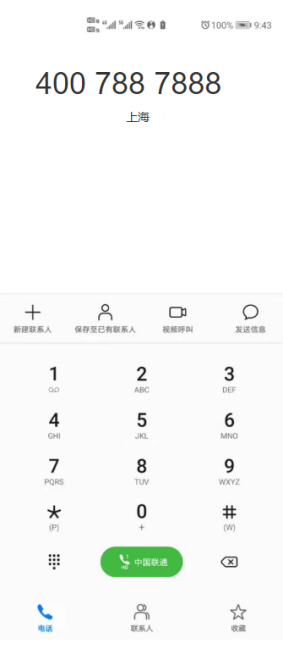 100% 9:43
400 788 7888
上海
新建联系人 保存至已有联系人 视频呼叫 发送信息
1 2 3
ABC DEF
4 5 6
GHI JKL MNO
7 8 9
PQRS TUV WXYZ
* 0 #
(P) + (W)
HD 中国联通
电话 联系人 收藏